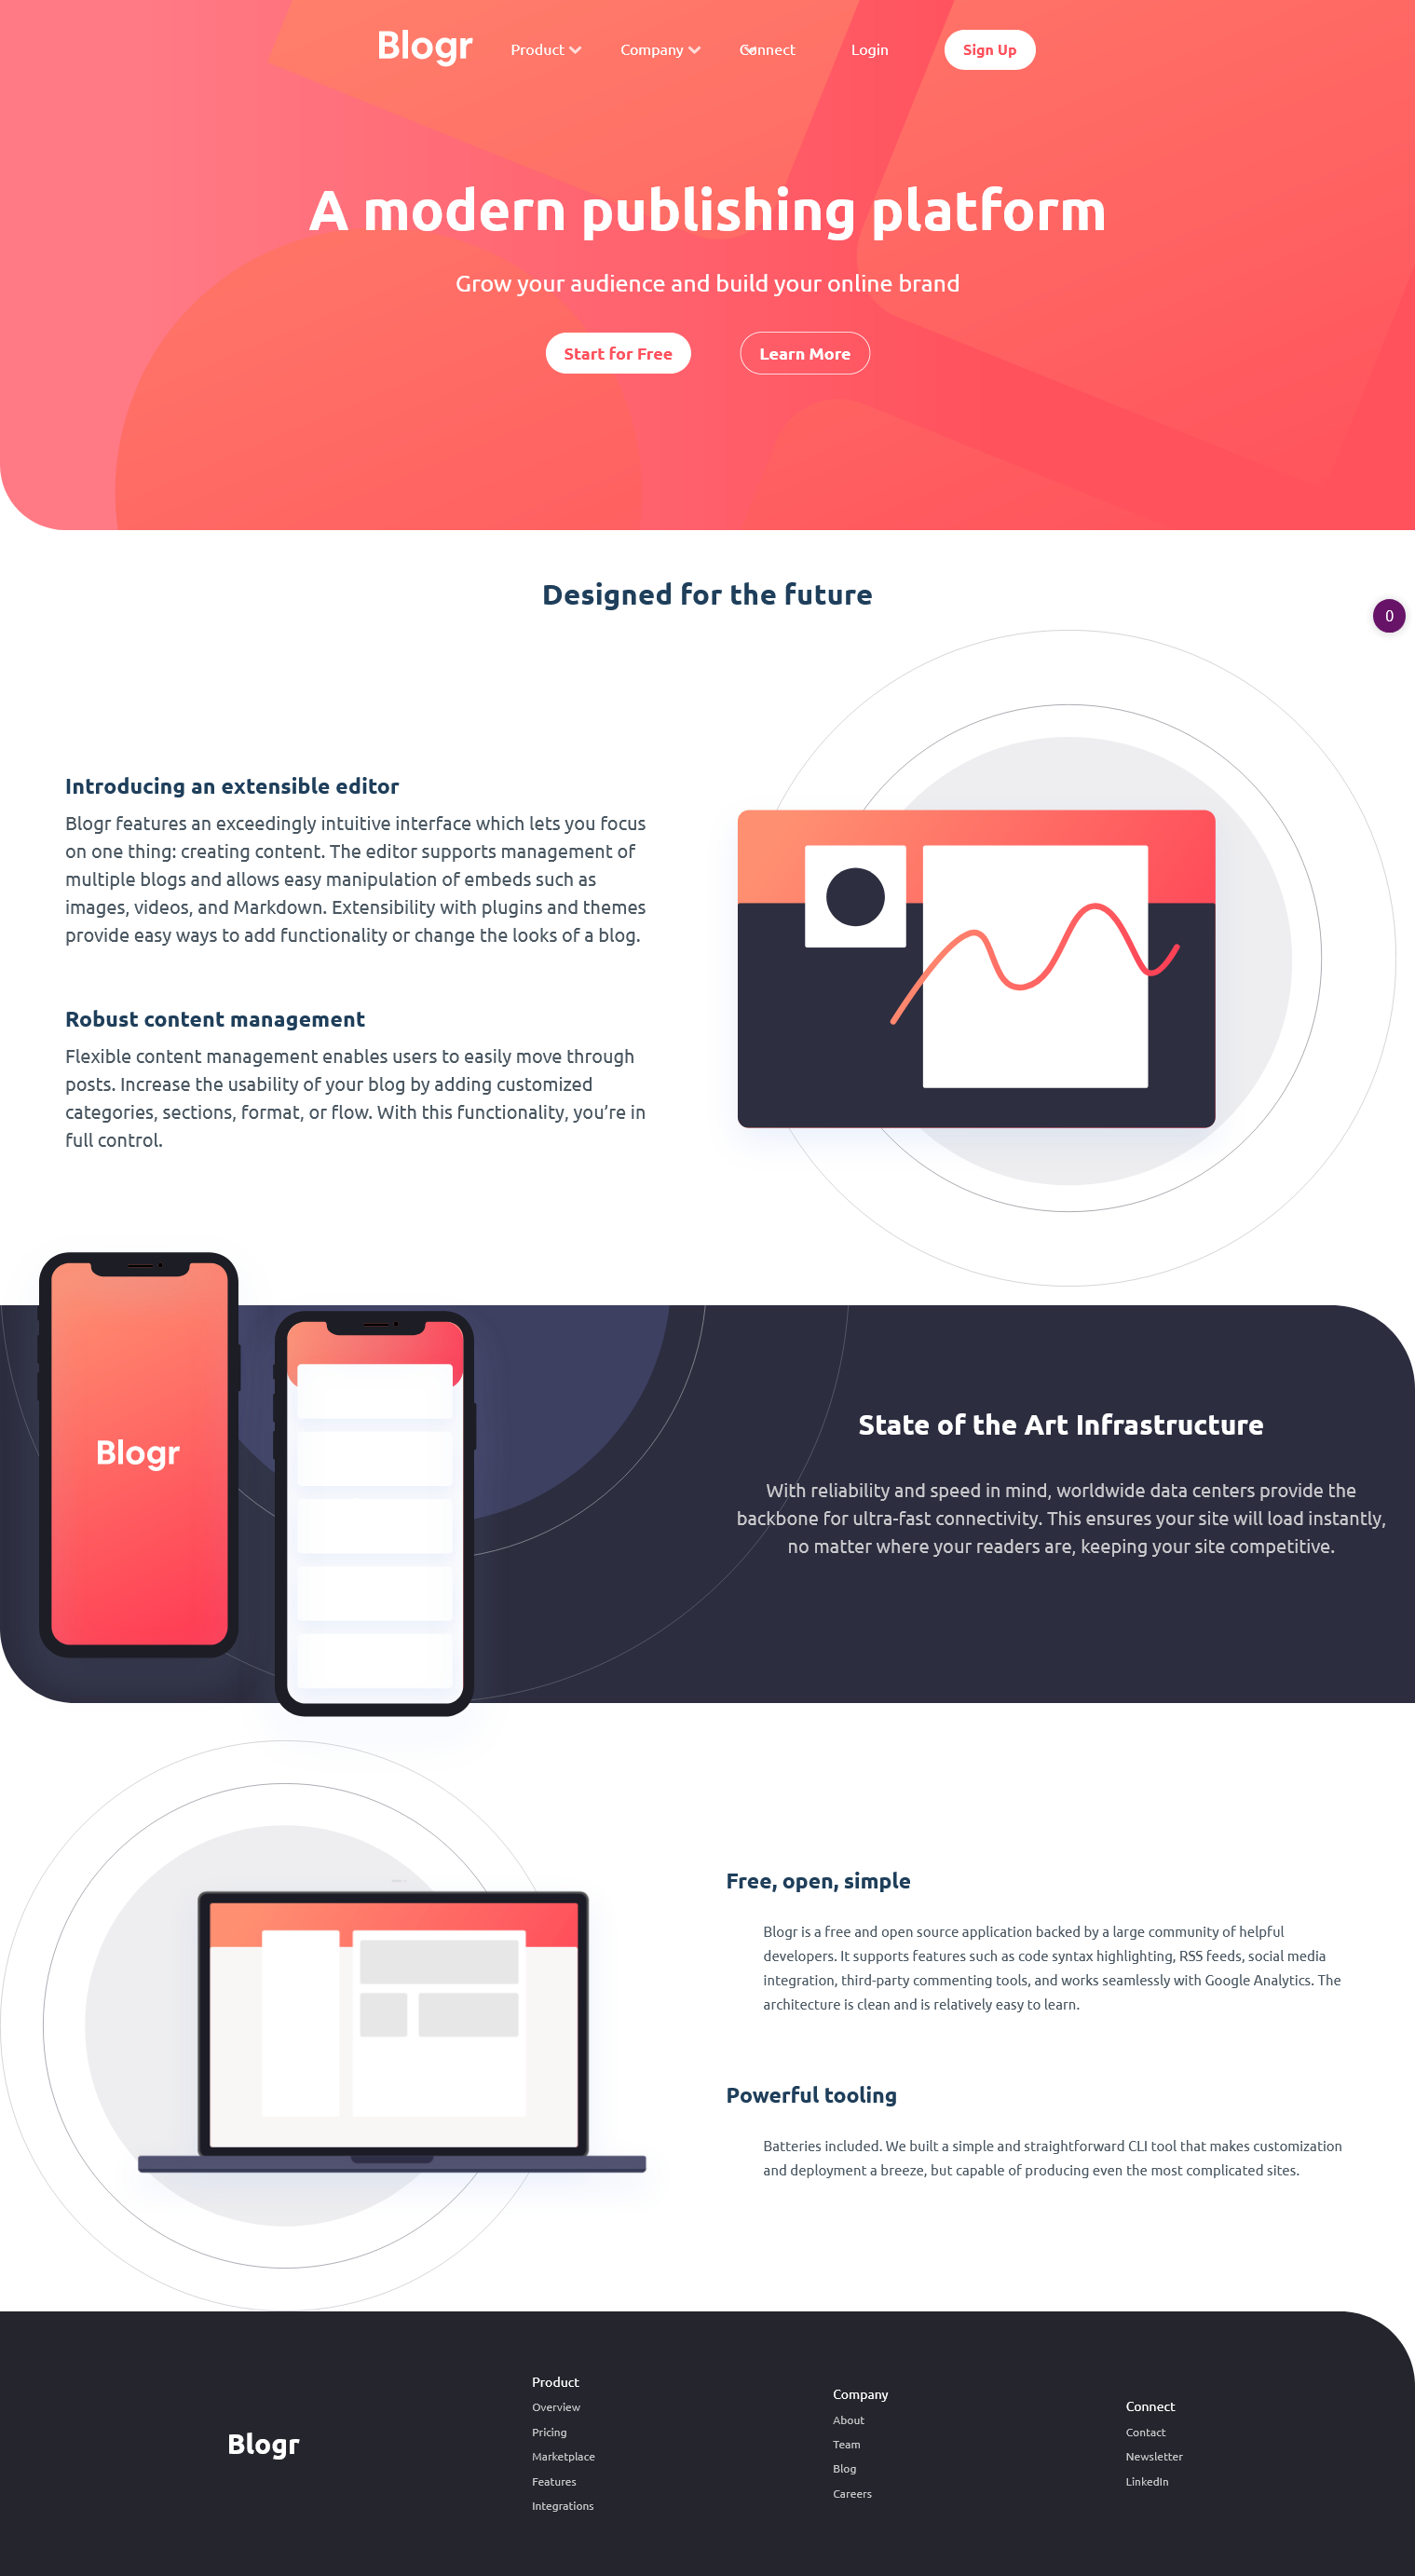 Blogr
Product
Company
Connect
Login
Sign Up
A modern publishing platform
Grow your audience and build your online brand
Start for Free
Learn More
Designed for the future
0
Introducing an extensible editor
Blogr features an exceedingly intuitive interface which lets you focus
on one thing: creating content. The editor supports management of
multiple blogs and allows easy manipulation of embeds such as
images, videos, and Markdown. Extensibility with plugins and themes
provide easy ways to add functionality or change the looks of a blog.
Robust content management
Flexible content management enables users to easily move through
posts. Increase the usability of your blog by adding customized
categories, sections, format, or flow. With this functionality, you’re in
full control.
Blogr
State of the Art Infrastructure
With reliability and speed in mind, worldwide data centers provide the
backbone for ultra-fast connectivity. This ensures your site will load instantly,
no matter where your readers are, keeping your site competitive.
Free, open, simple
Blogr is a free and open source application backed by a large community of helpful
developers. It supports features such as code syntax highlighting, RSS feeds, social media
integration, third-party commenting tools, and works seamlessly with Google Analytics. The
architecture is clean and is relatively easy to learn.
Powerful tooling
Batteries included. We built a simple and straightforward CLI tool that makes customization
and deployment a breeze, but capable of producing even the most complicated sites.
Blogr
Product
Overview
Pricing
Marketplace
Features
Integrations
Company
About
Team
Blog
Careers
Connect
Contact
Newsletter
LinkedIn